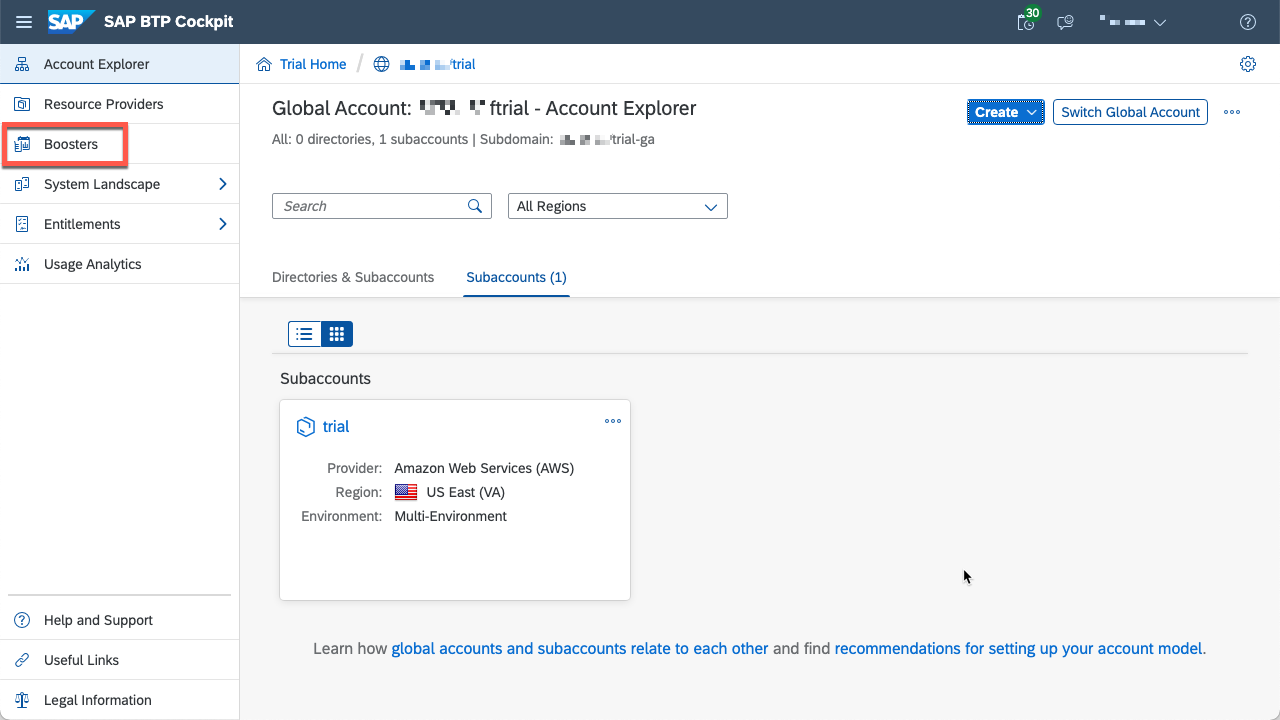 SAP SAP BTP Cockpit
30
Account Explorer
Resource Providers
Boosters
System Landscape
Entitlements
Usage Analytics
Help and Support
Useful Links
Legal Information
Trial Home / trial
Global Account: ftrial - Account Explorer
Create
Switch Global Account
All: 0 directories, 1 subaccounts | Subdomain: trial-ga
Search
All Regions
Directories & Subaccounts
Subaccounts (1)
Subaccounts
trial
Provider: Amazon Web Services (AWS)
Region: US East (VA)
Environment: Multi-Environment
Learn how global accounts and subaccounts relate to each other and find recommendations for setting up your account model.